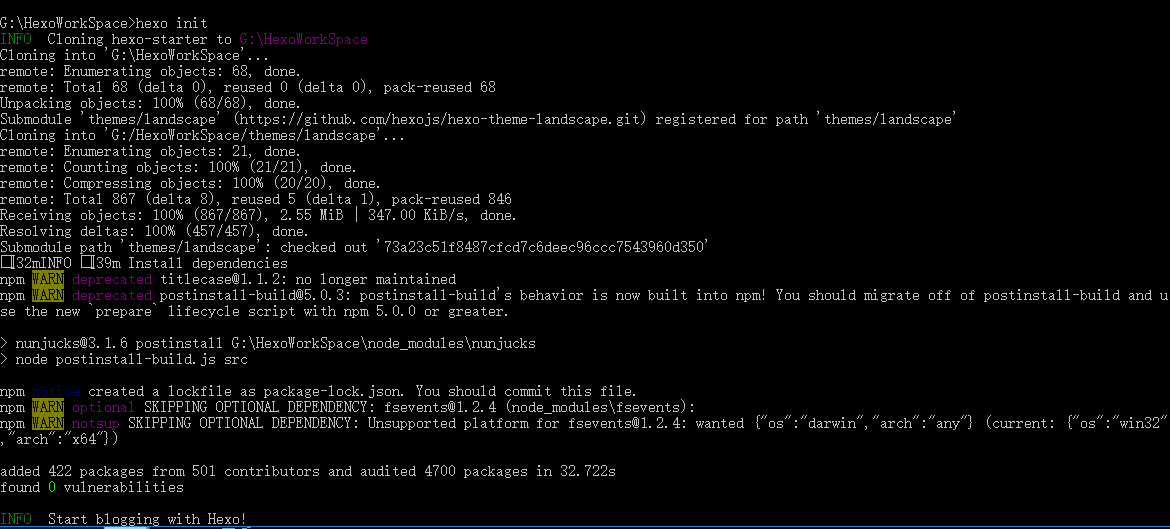 G:\HexoWorkSpace>hexo init
INFO  Cloning hexo-starter to G:\HexoWorkSpace
Cloning into 'G:\HexoWorkSpace'...
remote: Enumerating objects: 68, done.
remote: Total 68 (delta 0), reused 0 (delta 0), pack-reused 68
Unpacking objects: 100% (68/68), done.
Submodule 'themes/landscape' (https://github.com/hexojs/hexo-theme-landscape.git) registered for path 'themes/landscape'
Cloning into 'G:/HexoWorkSpace/themes/landscape'...
remote: Enumerating objects: 21, done.
remote: Counting objects: 100% (21/21), done.
remote: Compressing objects: 100% (20/20), done.
remote: Total 867 (delta 8), reused 5 (delta 1), pack-reused 846
Receiving objects: 100% (867/867), 2.55 MiB | 347.00 KiB/s, done.
Resolving deltas: 100% (457/457), done.
Submodule path 'themes/landscape': checked out '73a23c51f8487cfcd7c6deec96ccc7543960d350'
[32mINFO [39m Install dependencies
npm WARN deprecated titlecase@1.1.2: no longer maintained
npm WARN deprecated postinstall-build@5.0.3: postinstall-build's behavior is now built into npm! You should migrate off of postinstall-build and u
se the new `prepare` lifecycle script with npm 5.0.0 or greater.
> nunjucks@3.1.6 postinstall G:\HexoWorkSpace\node_modules\nunjucks
> node postinstall-build.js src
npm notice created a lockfile as package-lock.json. You should commit this file.
npm WARN optional SKIPPING OPTIONAL DEPENDENCY: fsevents@1.2.4 (node_modules\fsevents):
npm WARN notsup SKIPPING OPTIONAL DEPENDENCY: Unsupported platform for fsevents@1.2.4: wanted {"os":"darwin","arch":"any"} (current: {"os":"win32"
,"arch":"x64"})
added 422 packages from 501 contributors and audited 4700 packages in 32.722s
found 0 vulnerabilities
INFO  Start blogging with Hexo!